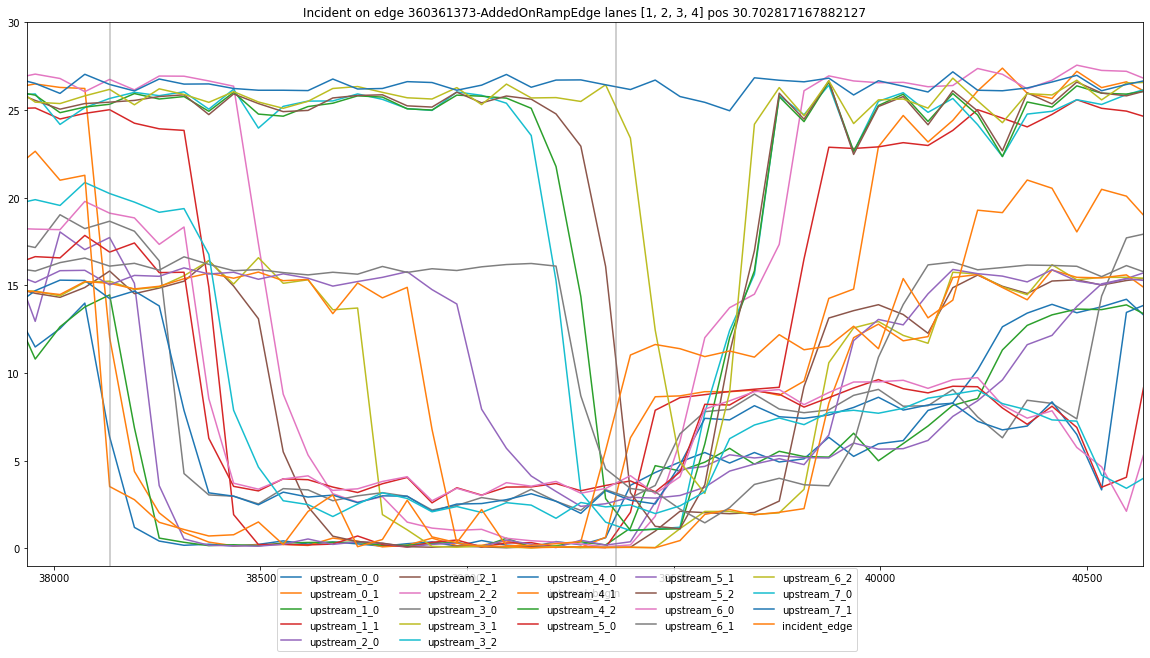 Incident on edge 360361373-AddedOnRampEdge lanes [1, 2, 3, 4] pos 30.702817167882127
30
25
20
15
10
5
0
38000 38500 40000 40500
upstream_0_0 upstream_2_1 upstream_4_0 upstream_5_1 upstream_6_2
upstream_0_1 upstream_2_2 upstream_4_1 upstream_5_2 upstream_7_0
upstream_1_0 upstream_3_0 upstream_4_2 upstream_6_0 upstream_7_1
upstream_1_1 upstream_3_1 upstream_5_0 upstream_6_1 incident_edge
upstream_2_0 upstream_3_2